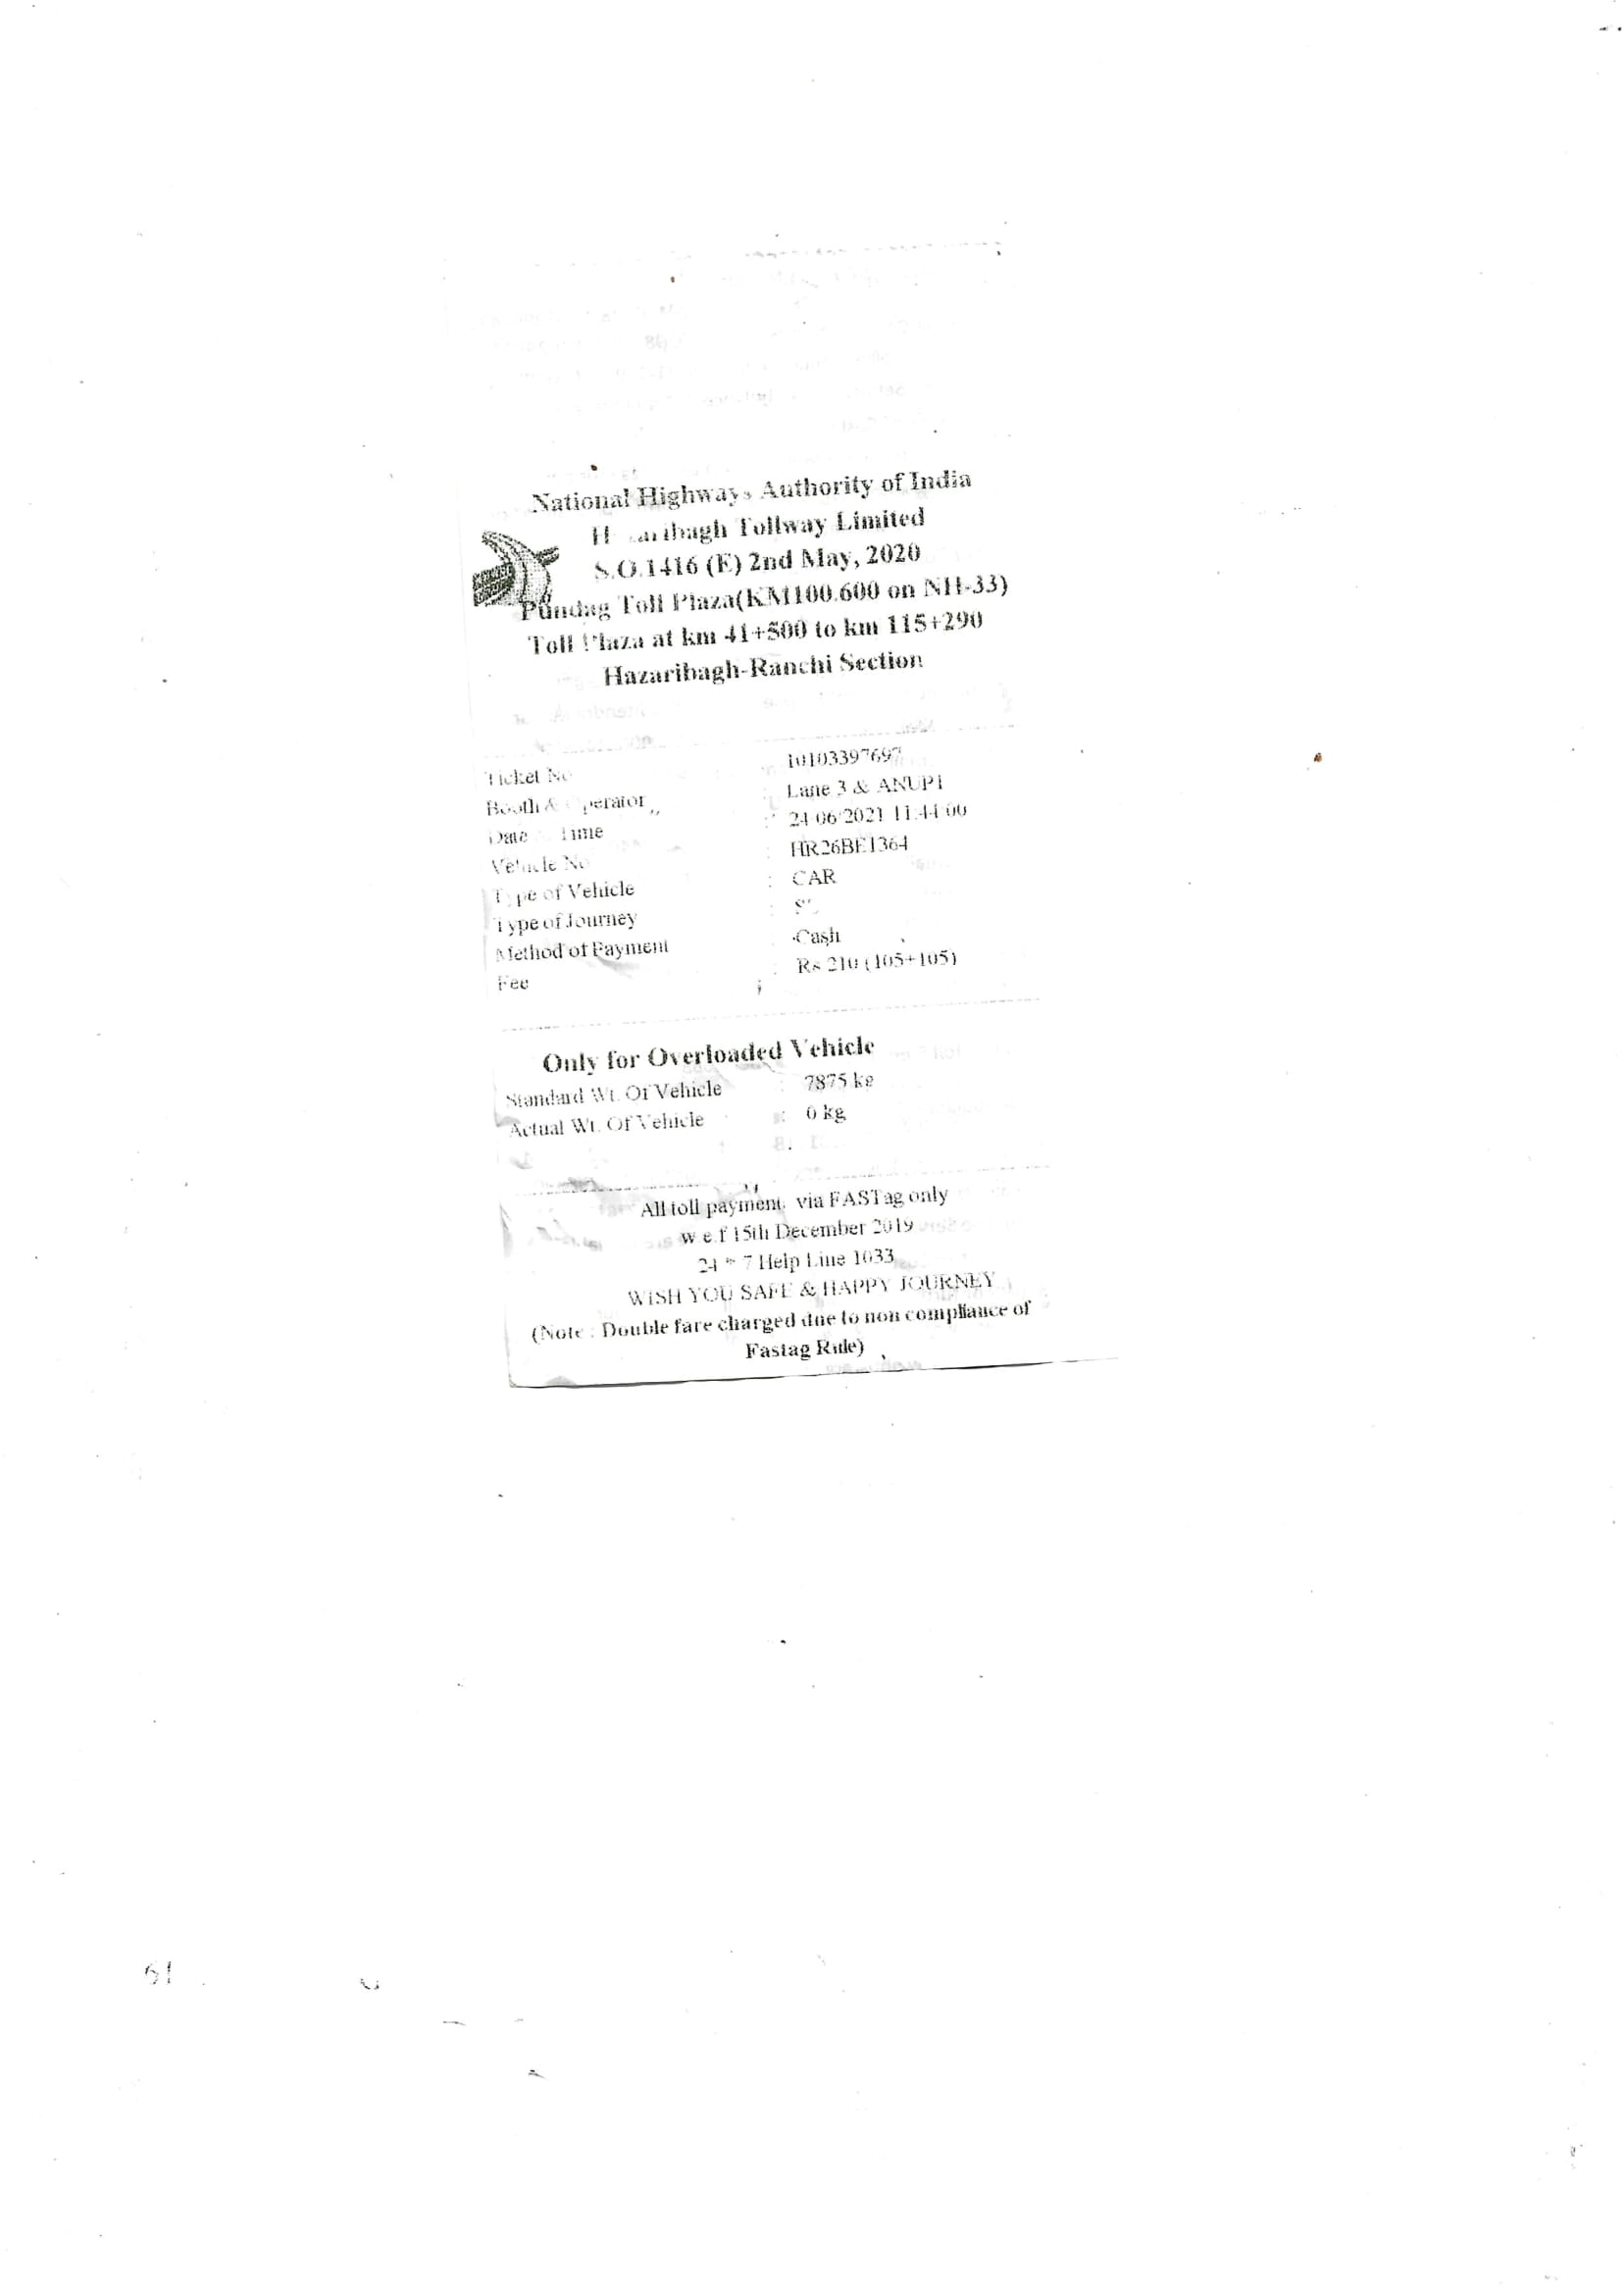 National Highways Authority of India
Tollway Limited
S.O.1416 (E) 2nd May, 2020
Pundag Toll Plaza(KM100.600 on NH-33)
Toll Plaza at km 41+500 to km 115+290
Hazaribagh-Ranchi Section
Ticket No 10103397697
Booth & Operator Lane 3 & ANUP1
Date Time : 24/06/2021 11:44:06
Vehicle No : HR26BE1364
Type of Vehicle : CAR
Type of Journey :
Method of Payment Cash
Fee : Rs 210 (105+105)
Only for Overloaded Vehicle
Standard Wt. Of Vehicle : 7875 kg
Actual Wt. Of Vehicle : 0 kg
All toll payment via FASTag only
w e.f 15th December 2019
24 * 7 Help Line 1033
WISH YOU SAFE & HAPPY JOURNEY
(Note : Double fare charged due to non compliance of
Fastag Rule)